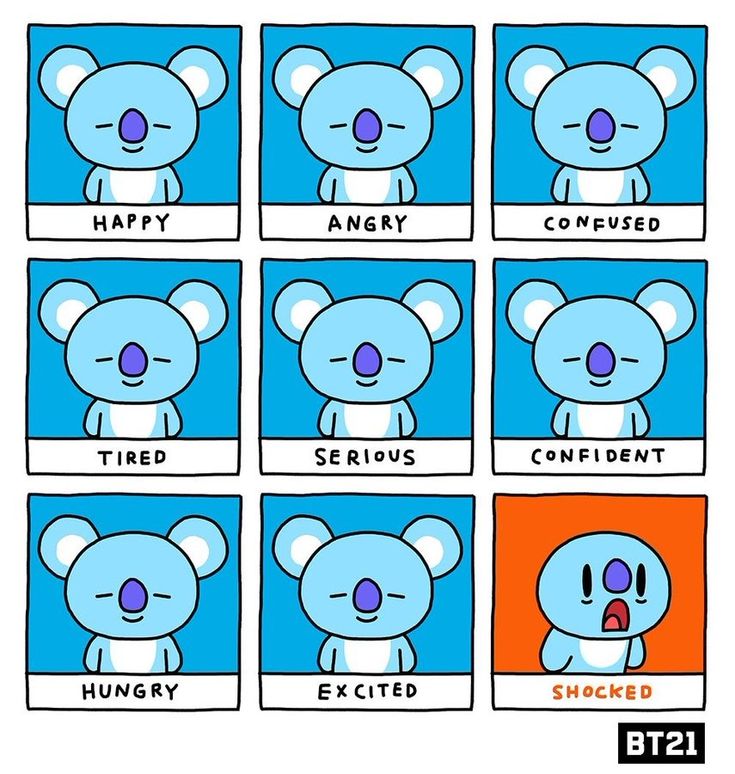 HAPPY
ANGRY
CONFUSED
TIRED
SERIOUS
CONFIDENT
HUNGRY
EXCITED
SHOCKED
BT21